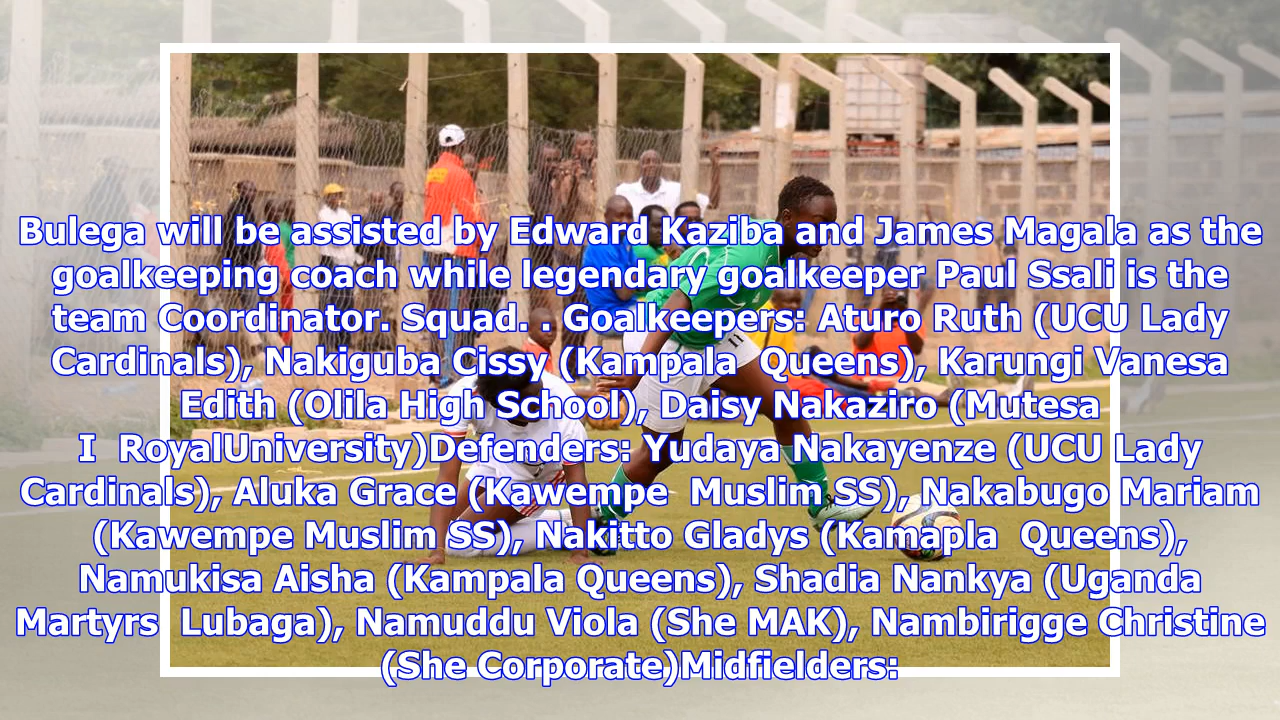 Bulega will be assisted by Edward Kaziba and James Magala as the
goalkeeping coach while legendary goalkeeper Paul Ssali is the
team Coordinator. Squad. . Goalkeepers: Aturo Ruth (UCU Lady
Cardinals), Nakiguba Cissy (Kampala  Queens), Karungi Vanesa
Edith (Olila High School), Daisy Nakaziro (Mutesa
I  RoyalUniversity)Defenders: Yudaya Nakayenze (UCU Lady
Cardinals), Aluka Grace (Kawempe  Muslim SS), Nakabugo Mariam
(Kawempe Muslim SS), Nakitto Gladys (Kamapla  Queens),
Namukisa Aisha (Kampala Queens), Shadia Nankya (Uganda
Martyrs  Lubaga), Namuddu Viola (She MAK), Nambirigge Christine
(She Corporate)Midfielders: